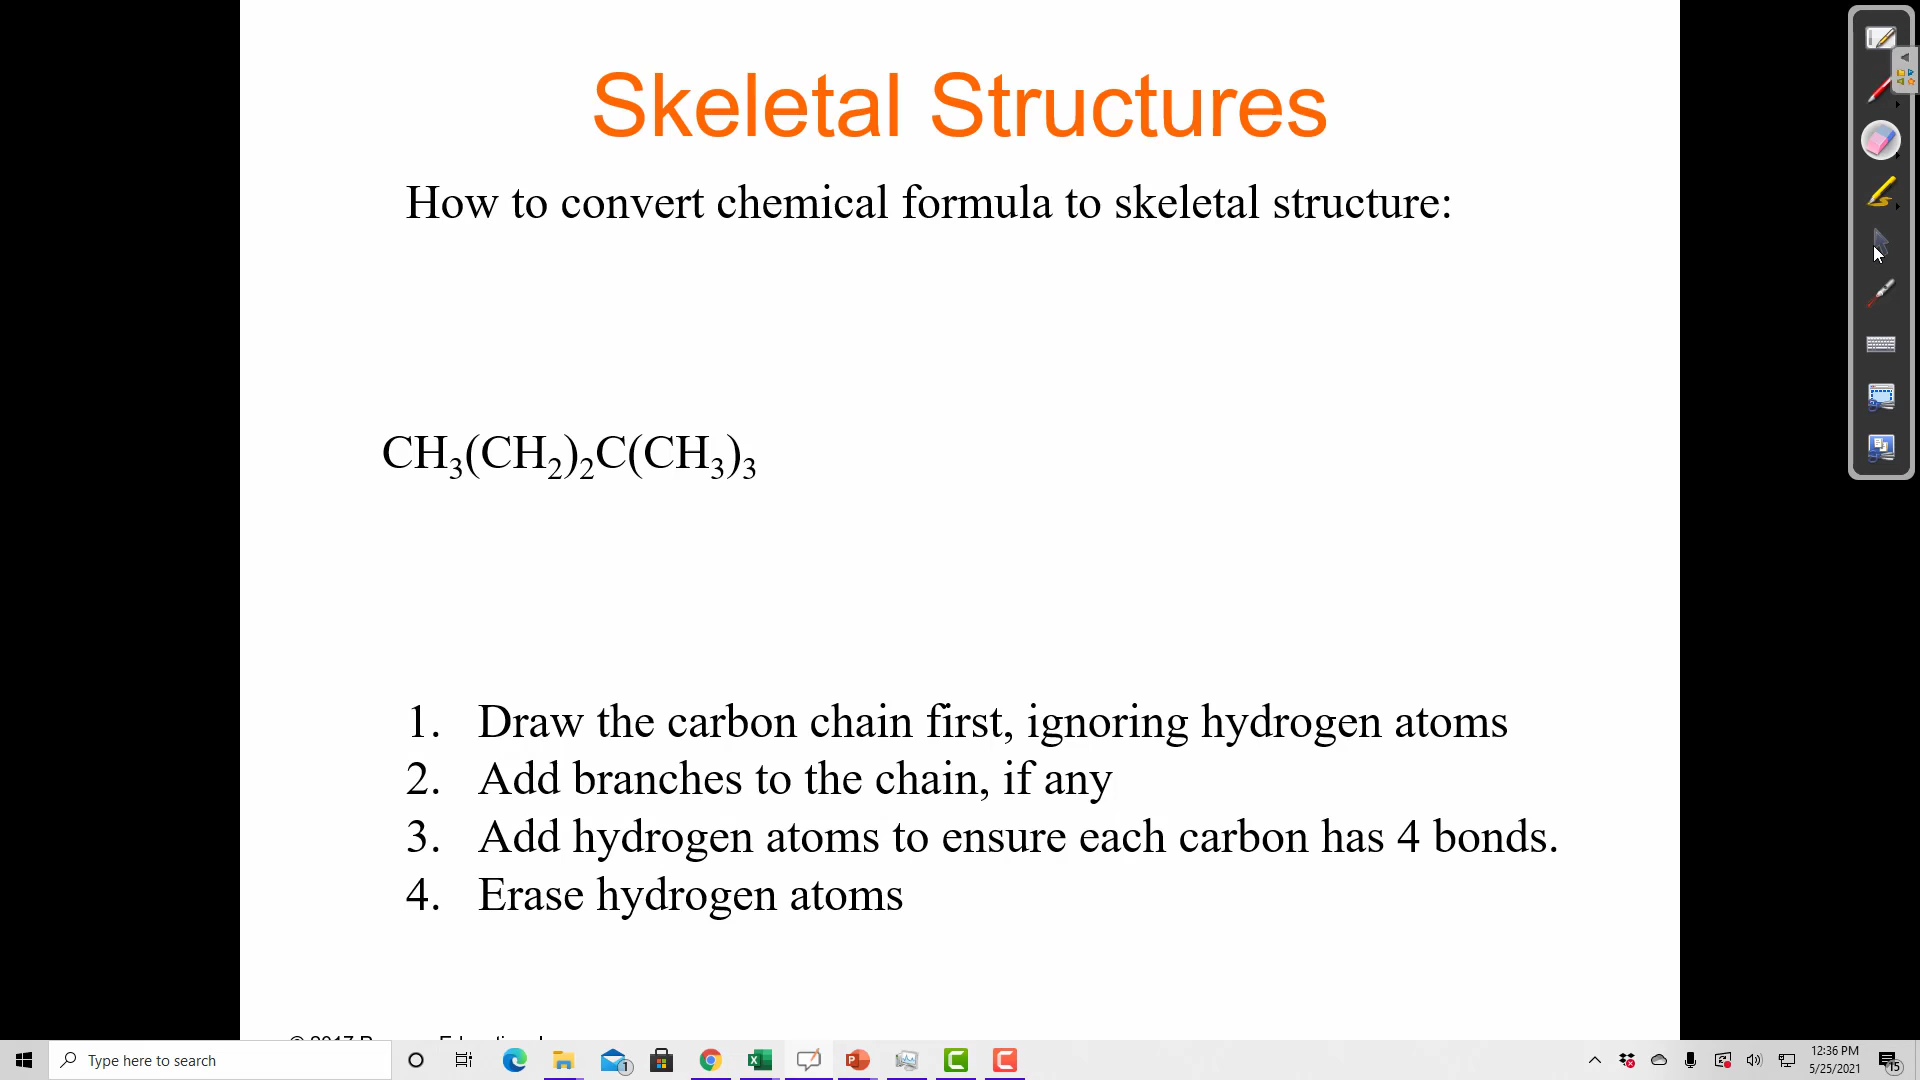 Skeletal Structures
How to convert chemical formula to skeletal structure:
CH₃(CH₂)₂C(CH₃)₃
1. Draw the carbon chain first, ignoring hydrogen atoms
2. Add branches to the chain, if any
3. Add hydrogen atoms to ensure each carbon has 4 bonds.
4. Erase hydrogen atoms
Type here to search
1
12:36 PM
5/25/2021
15